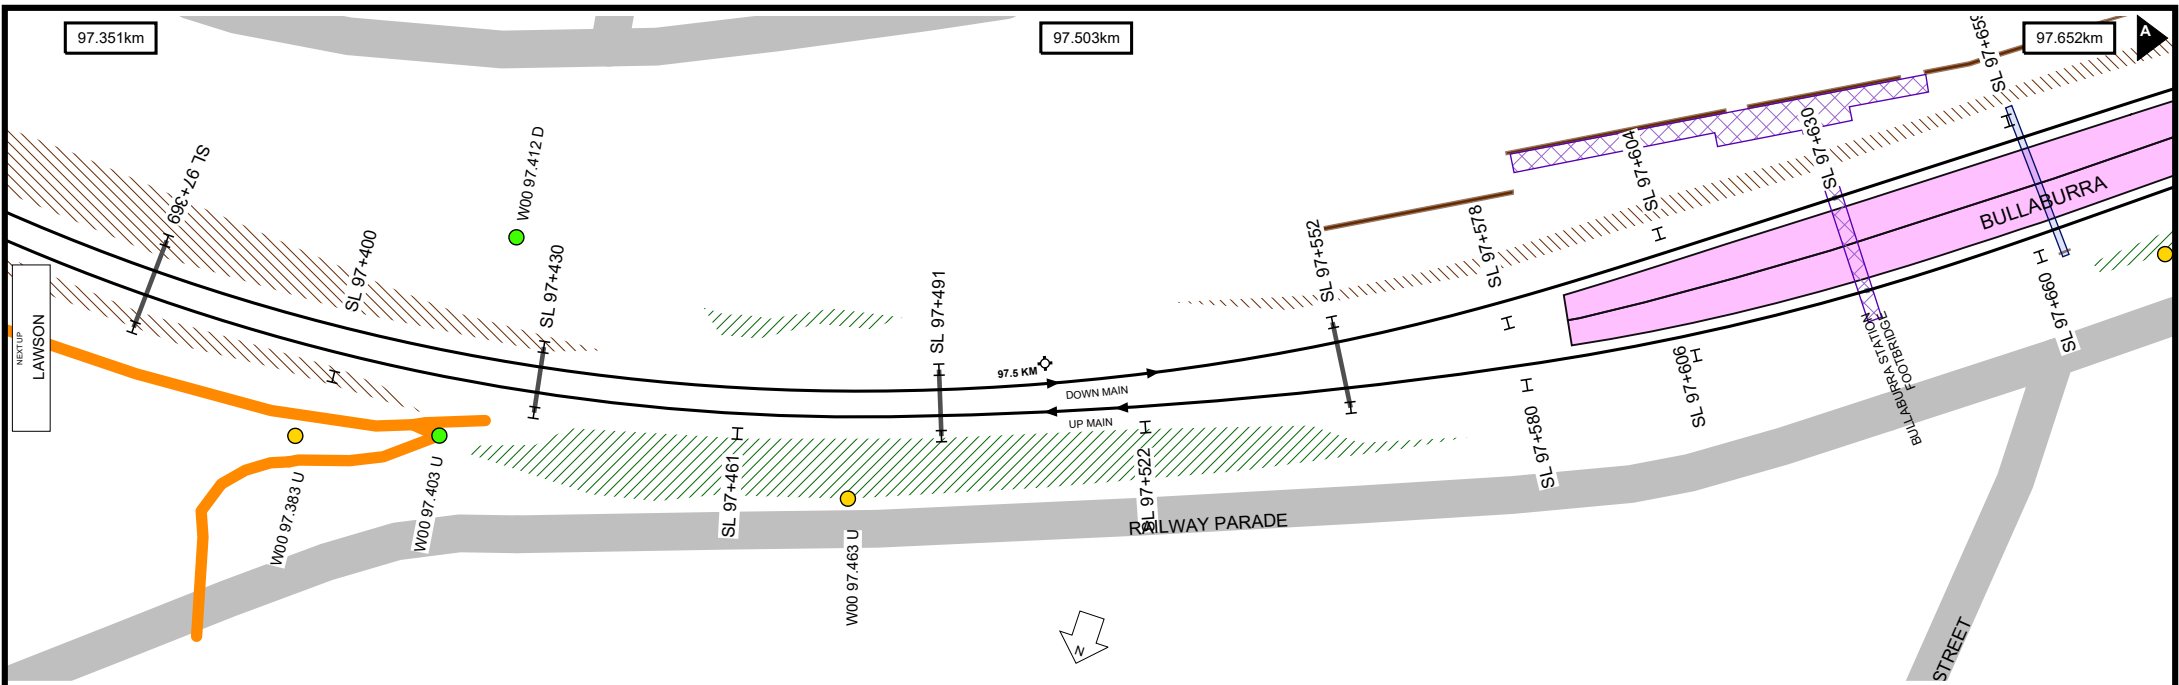 97.351km
97.503km
97.652km
A
SL 97+369
SL 97+400
W00 97.412 D
SL 97+430
SL 97+491
SL 97+552
SL 97+578
SL 97+604
SL 97+630
SL 97+659
BULLABURRA
NEXT UP
LAWSON
97.5 KM
DOWN MAIN
UP MAIN
W00 97.383 U
W00 97.403 U
SL 97+461
W00 97.463 U
SL 97+522
RAILWAY PARADE
SL 97+580
SL 97+606
BULLABURRA STATION
FOOTBRIDGE
SL 97+660
N
STREET